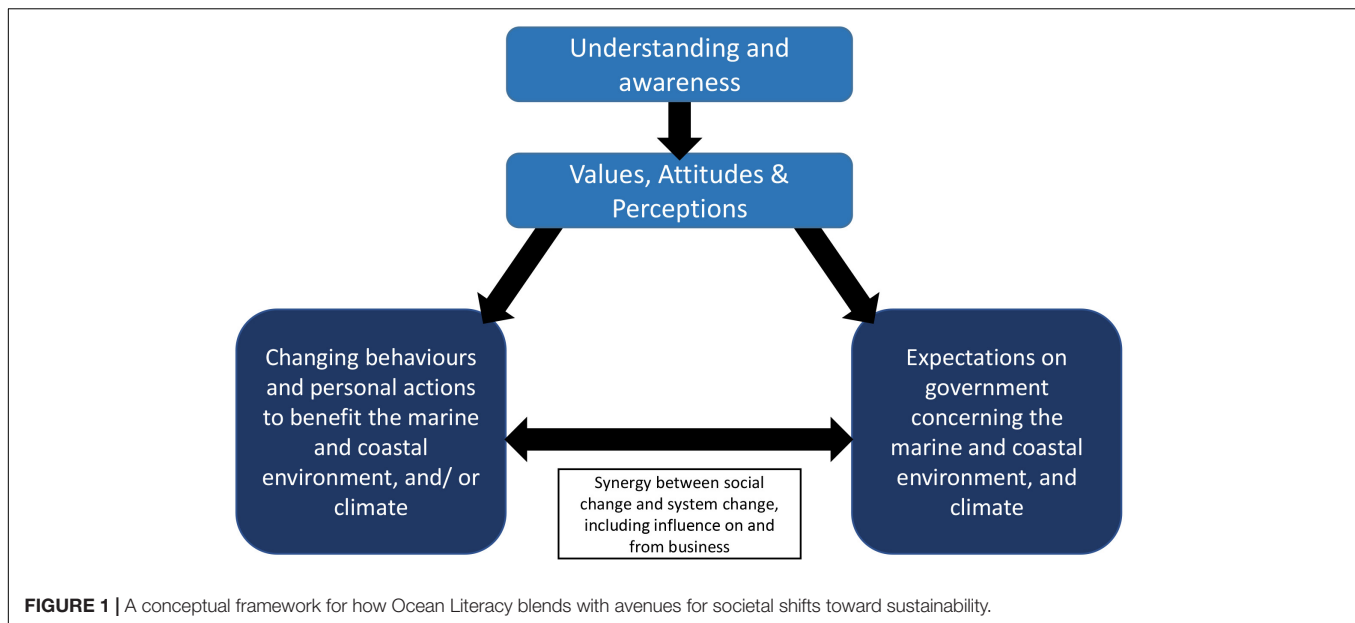 Understanding and
awareness
Values, Attitudes &
Perceptions
Changing behaviours
and personal actions
to benefit the marine
and coastal
environment, and/ or
climate
Expectations on
government
concerning the
marine and coastal
environment, and
climate
Synergy between social
change and system change,
including influence on and
from business
FIGURE 1 | A conceptual framework for how Ocean Literacy blends with avenues for societal shifts toward sustainability.